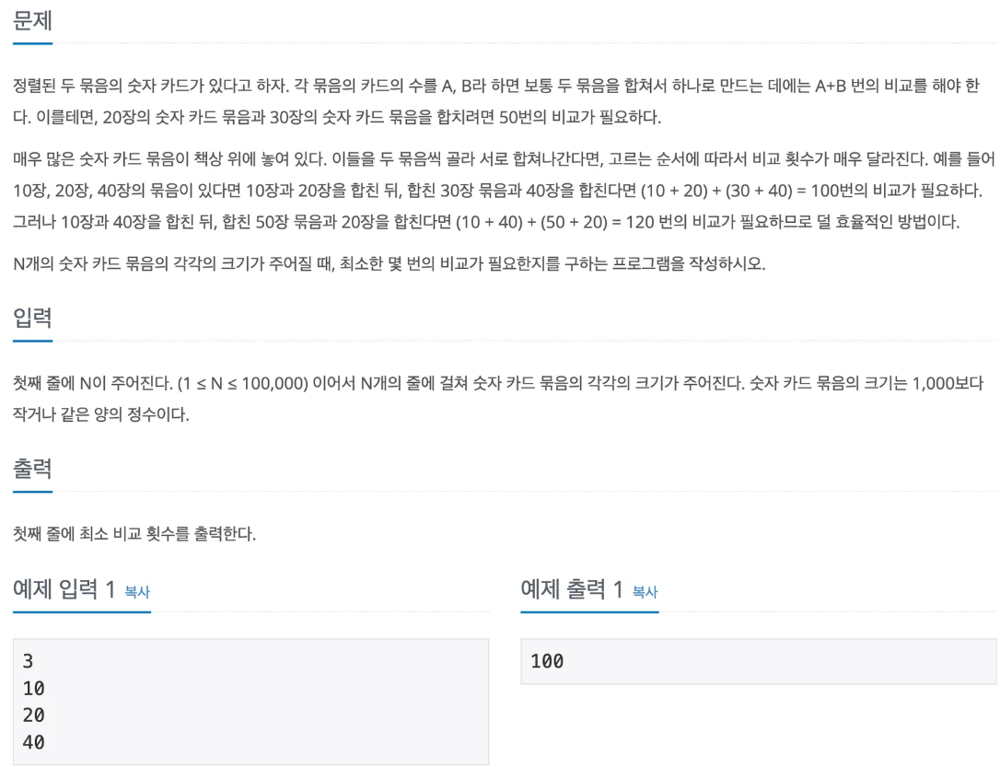 문제
정렬된 두 묶음의 숫자 카드가 있다고 하자. 각 묶음의 카드의 수를 A, B라 하면 보통 두 묶음을 합쳐서 하나로 만드는 데에는 A+B 번의 비교를 해야 한
다. 이를테면, 20장의 숫자 카드 묶음과 30장의 숫자 카드 묶음을 합치려면 50번의 비교가 필요하다.
매우 많은 숫자 카드 묶음이 책상 위에 놓여 있다. 이들을 두 묶음씩 골라 서로 합쳐나간다면, 고르는 순서에 따라서 비교 횟수가 매우 달라진다. 예를 들어
10장, 20장, 40장의 묶음이 있다면 10장과 20장을 합친 뒤, 합친 30장 묶음과 40장을 합친다면 (10 + 20) + (30 + 40) = 100번의 비교가 필요하다.
그러나 10장과 40장을 합친 뒤, 합친 50장 묶음과 20장을 합친다면 (10 + 40) + (50 + 20) = 120 번의 비교가 필요하므로 덜 효율적인 방법이다.
N개의 숫자 카드 묶음의 각각의 크기가 주어질 때, 최소한 몇 번의 비교가 필요한지를 구하는 프로그램을 작성하시오.
입력
첫째 줄에 N이 주어진다. (1 ≤ N ≤ 100,000) 이어서 N개의 줄에 걸쳐 숫자 카드 묶음의 각각의 크기가 주어진다. 숫자 카드 묶음의 크기는 1,000보다
작거나 같은 양의 정수이다.
출력
첫째 줄에 최소 비교 횟수를 출력한다.
예제 입력 1 복사
3
10
20
40
예제 출력 1 복사
100